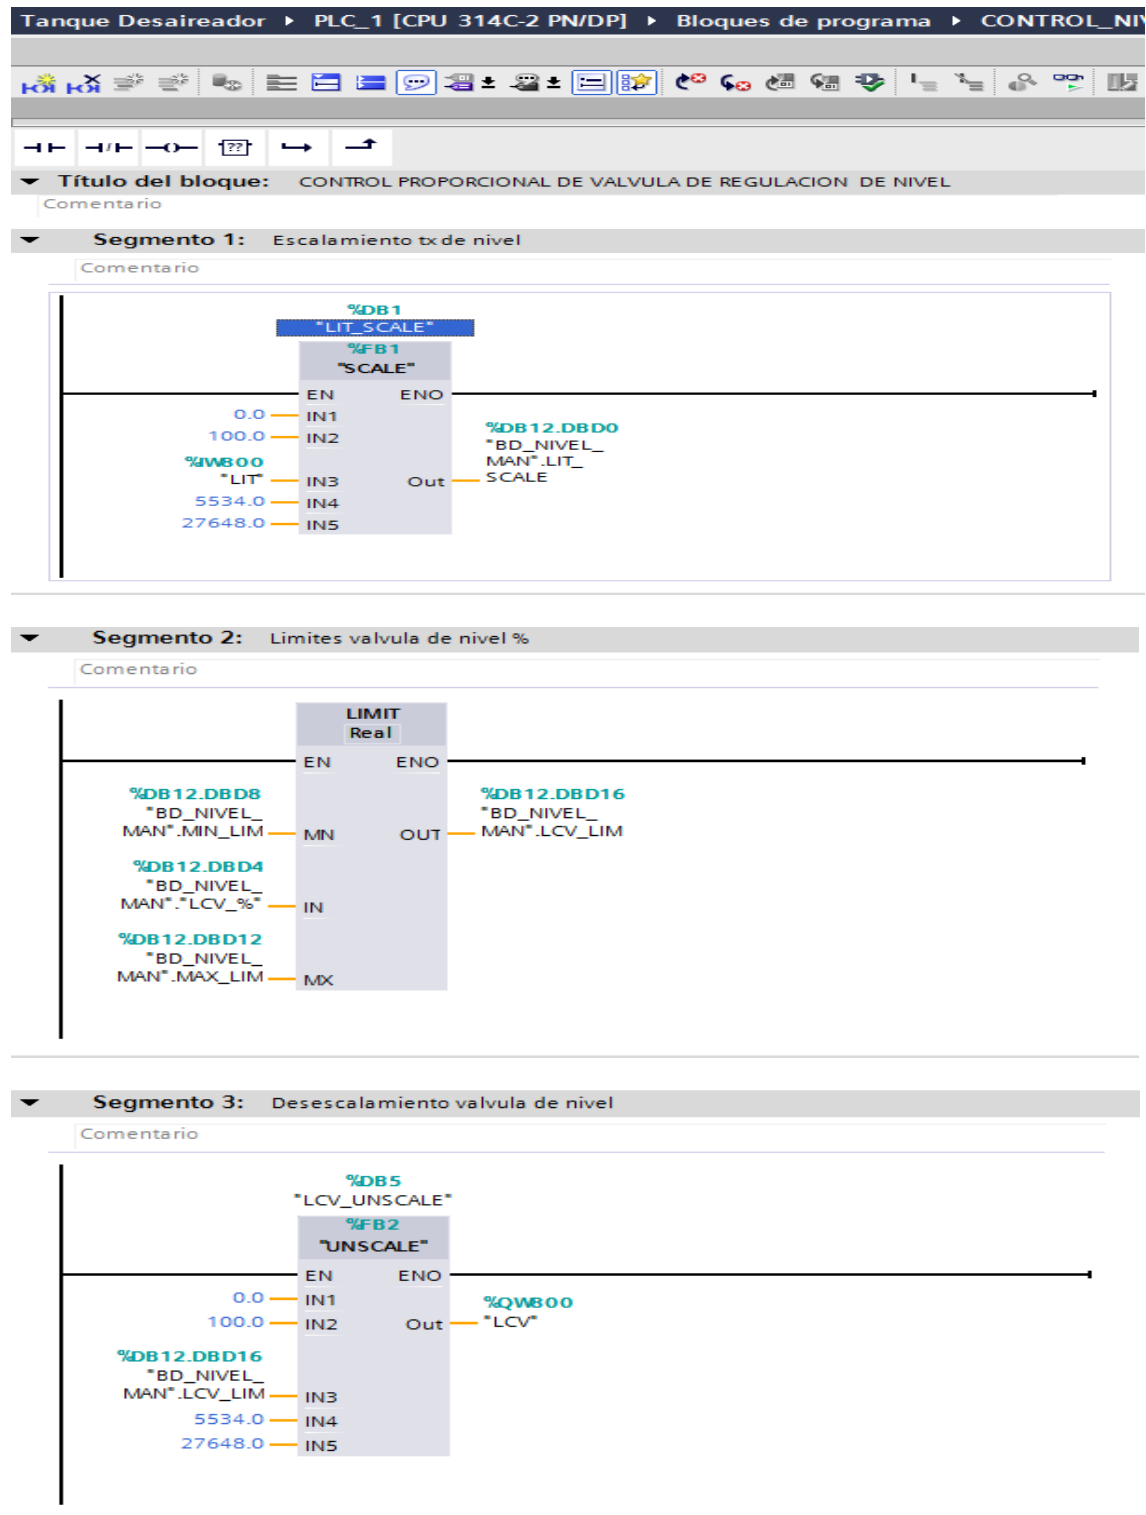 Tanque Desaireador ▸ PLC_1 [CPU 314C-2 PN/DP] ▸ Bloques de programa ▸
Título del bloque: CONTROL PROPORCIONAL DE VALVULA DE REGULACION DE NIVEL
Comentario
Segmento 1: Escalamiento tx de nivel
Comentario
%DB1
"LIT_SCALE"
%FB1
"SCALE"
EN ENO
0.0 IN1
100.0 IN2
%IW800
"LIT" IN3
5534.0 IN4
27648.0 IN5
Out
%DB12.DBD0
"BD_NIVEL_
MAN".LIT_
SCALE
Segmento 2: Limites valvula de nivel %
Comentario
LIMIT
Real
EN ENO
%DB12.DBD8
"BD_NIVEL_
MAN".MIN_LIM MN
%DB12.DBD4
"BD_NIVEL_
MAN"."LCV_%" IN
%DB12.DBD12
"BD_NIVEL_
MAN".MAX_LIM MX
OUT
%DB12.DBD16
"BD_NIVEL_
MAN".LCV_LIM
Segmento 3: Desescalamiento valvula de nivel
Comentario
%DB5
"LCV_UNSCALE"
%FB2
"UNSCALE"
EN ENO
0.0 IN1
100.0 IN2
%DB12.DBD16
"BD_NIVEL_
MAN".LCV_LIM IN3
5534.0 IN4
27648.0 IN5
Out
%QW800
"LCV"